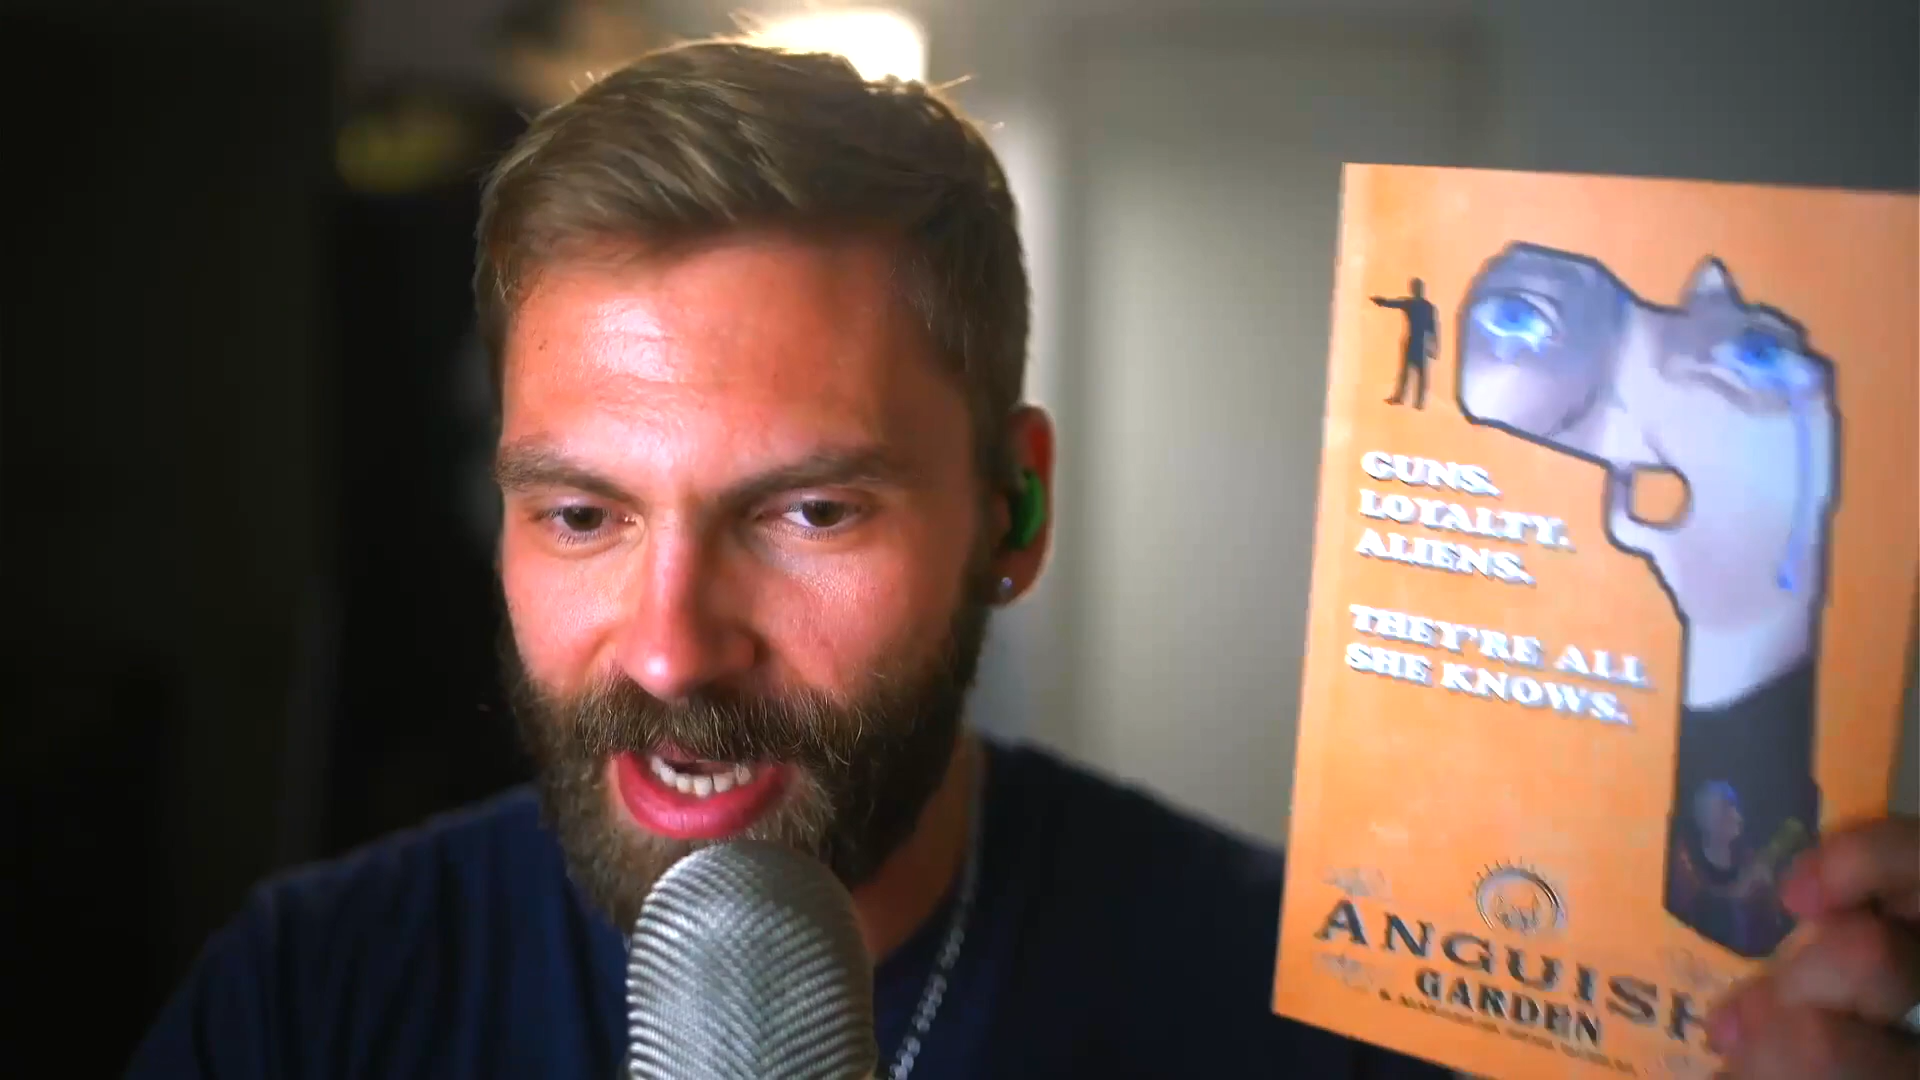 GUNS.
LOYALTY.
ALIENS.
THEY'RE ALL
SHE KNOWS.
ANGUISH
GARDEN